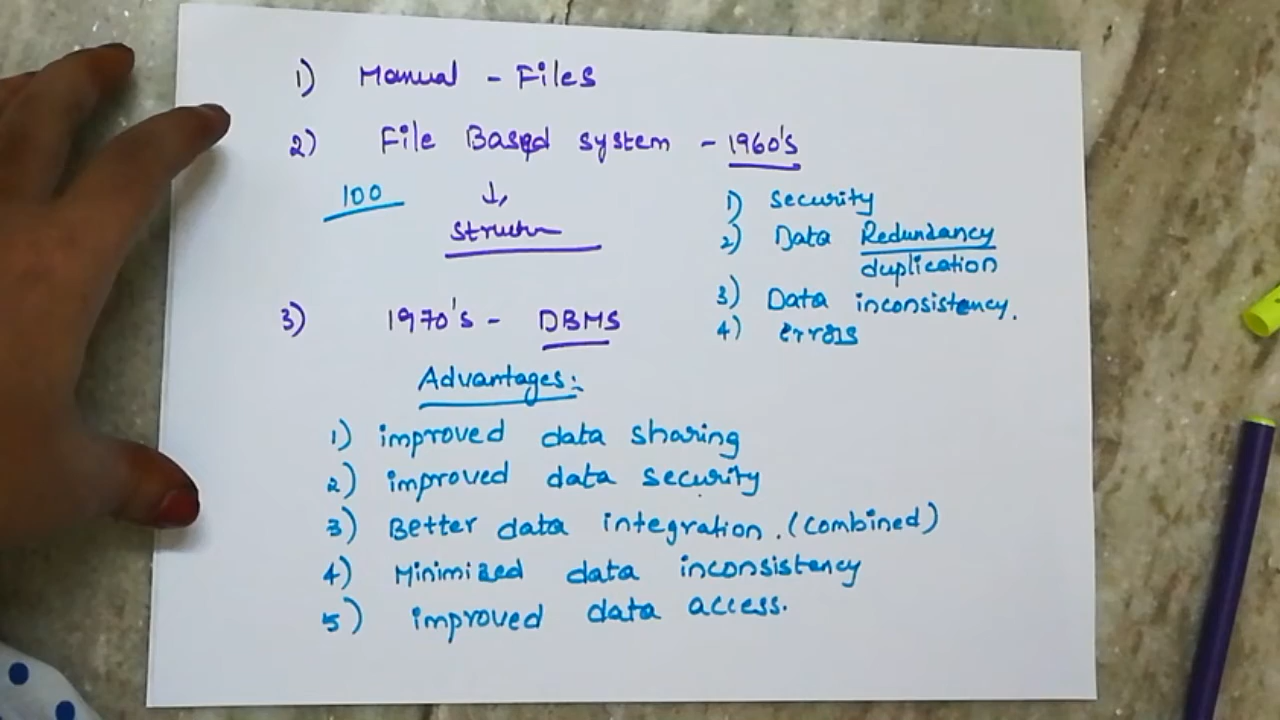 1) Manual - Files
2) File Based system - 1960's
100 ↓
1) Security
2) Data Redundancy
duplication
3) Data inconsistency.
4) errors
3) 1970's - DBMS
Advantages:
1) improved data sharing
2) improved data security
3) Better data integration. (combined)
4) Minimized data inconsistency
5) improved data access.